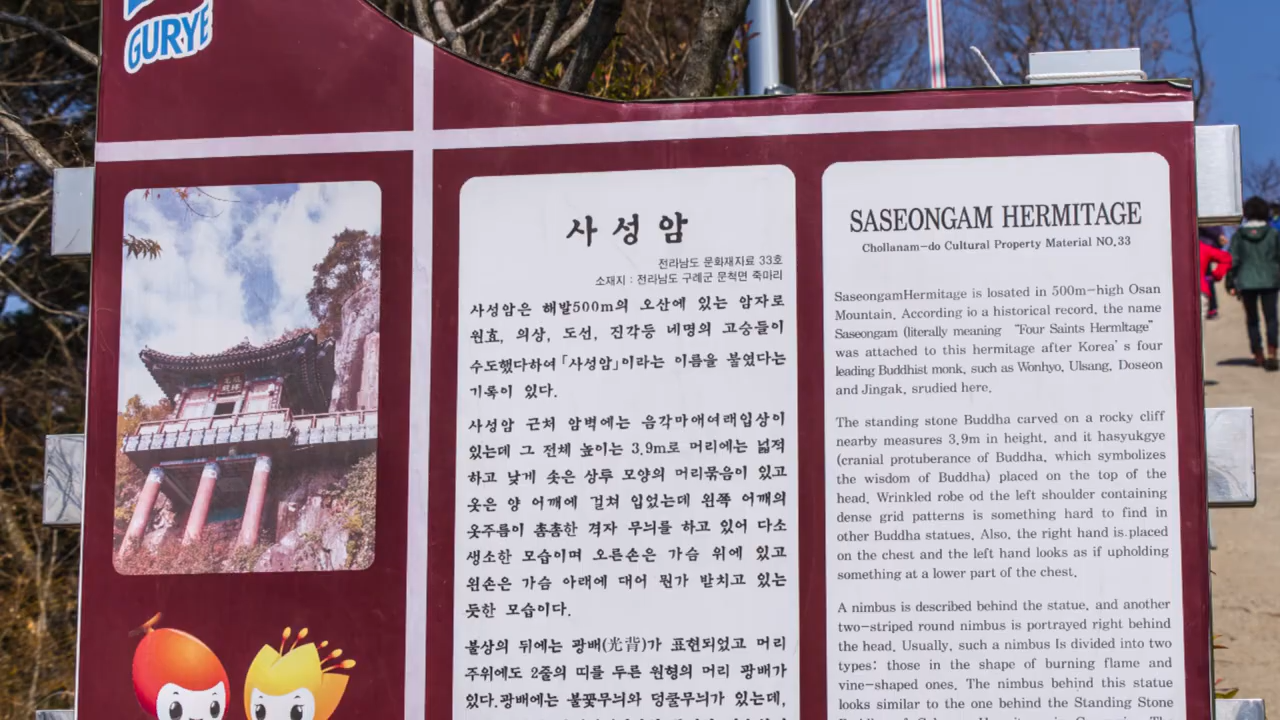 GURYE
사성암
전라남도 문화재자료 33호
소재지 : 전라남도 구례군 문척면 죽마리
사성암은 해발500m의 오산에 있는 암자로
원효, 의상, 도선, 진각등 네명의 고승들이
수도했다하여「사성암」이라는 이름을 불였다는
기록이 있다.
사성암 근처 암벽에는 음각마애여래입상이
있는데 그 전체 높이는 3.9m로 머리에는 넓적
하고 낮게 솟은 상투 모양의 머리묶음이 있고
옷은 양 어깨에 걸쳐 입었는데 왼쪽 어깨의
옷주름이 촘촘한 격자 무늬를 하고 있어 다소
생소한 모습이며 오른손은 가슴 위에 있고
왼손은 가슴 아래에 대어 뭔가 받치고 있는
듯한 모습이다.
불상의 뒤에는 광배(光背)가 표현되었고 머리
주위에도 2줄의 띠를 두른 원형의 머리 광배가
있다.광배에는 불꽃무늬와 덩쿨무늬가 있는데,
SASEONGAM HERMITAGE
Chollanam-do Cultural Property Material NO.33
SaseongamHermitage is located in 500m-high Osan
Mountain. According io a historical record, the name
Saseongam (literally meaning “Four Saints Hermltage”
was attached to this hermitage after Korea's four
leading Buddhist monk, such as Wonhyo, Ulsang, Doseon
and Jingak, srudied here.
The standing stone Buddha carved on a rocky cliff
nearby measures 3.9m in height, and it hasyukgye
(cranial protuberance of Buddha, which symbolizes
the wisdom of Buddha) placed on the top of the
head. Wrinkled robe od the left shoulder containing
dense grid patterns is something hard to find in
other Buddha statues. Also, the right hand is placed
on the chest and the left hand looks as if upholding
something at a lower part of the chest.
A nimbus is described behind the statue, and another
two-striped round nimbus is portrayed right behind
the head. Usually, such a nimbus Is divided into two
types: those in the shape of burning flame and
vine-shaped ones. The nimbus behind this statue
looks similar to the one behind the Standing Stone